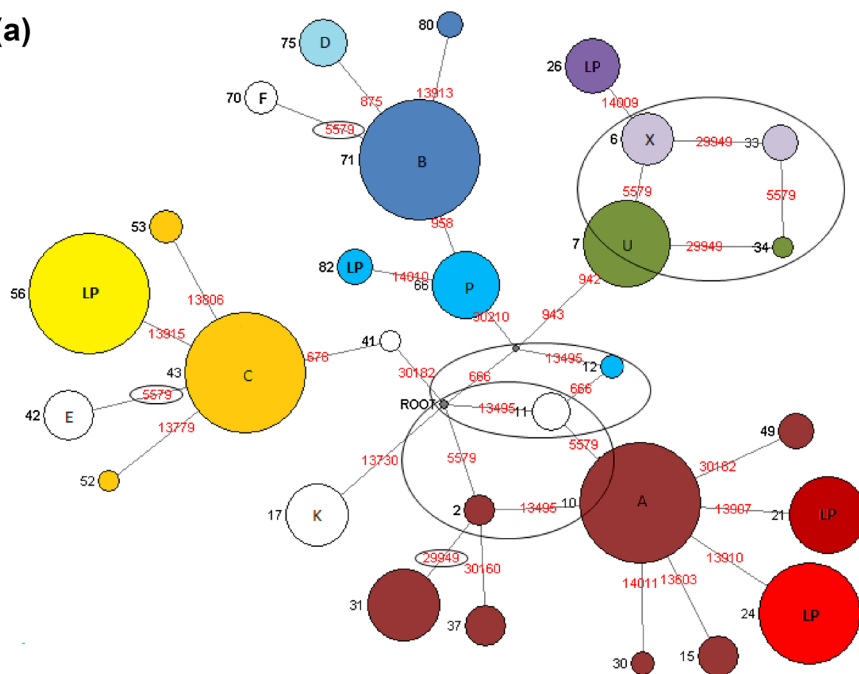 (a)
80
75 D
26 LP
13913
70 F
875
14009
5579
6 X 29949 33
71 B
5579 5579
958
53
7 U 29949 34
82 LP 14010 66 P
56 LP
942
13806
30210 943
13915
41
676
13495 12
43 C
30182 666
666
5579
ROOT 13495 11
42 E
13779
5579
49
13730 5579
30182
52
17 K
2 13495 10 A 13907 21 LP
29949 30160
13910
14011 13603
31
37
24 LP
30 15